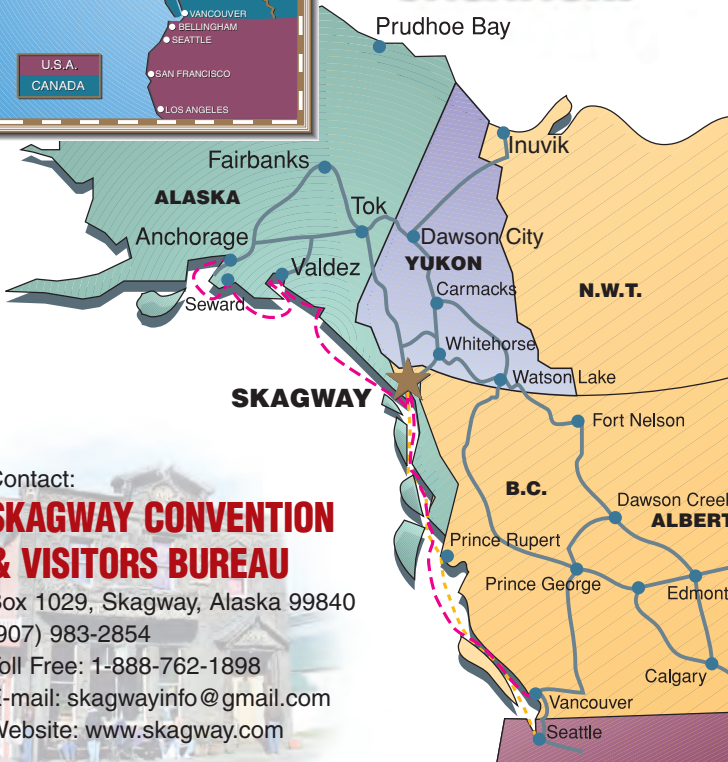 VANCOUVER
BELLINGHAM
SEATTLE
U.S.A.
CANADA
SAN FRANCISCO
LOS ANGELES
Prudhoe Bay
Inuvik
Fairbanks
ALASKA
Tok
Anchorage
Dawson City
YUKON
Valdez
Carmacks
N.W.T.
Seward
Whitehorse
Watson Lake
SKAGWAY
Fort Nelson
B.C.
Dawson Creek
ALBERT
Prince Rupert
Prince George
Edmont
Calgary
Vancouver
Seattle
Contact:
SKAGWAY CONVENTION
& VISITORS BUREAU
Box 1029, Skagway, Alaska 99840
(907) 983-2854
Toll Free: 1-888-762-1898
E-mail: skagwayinfo@gmail.com
Website: www.skagway.com